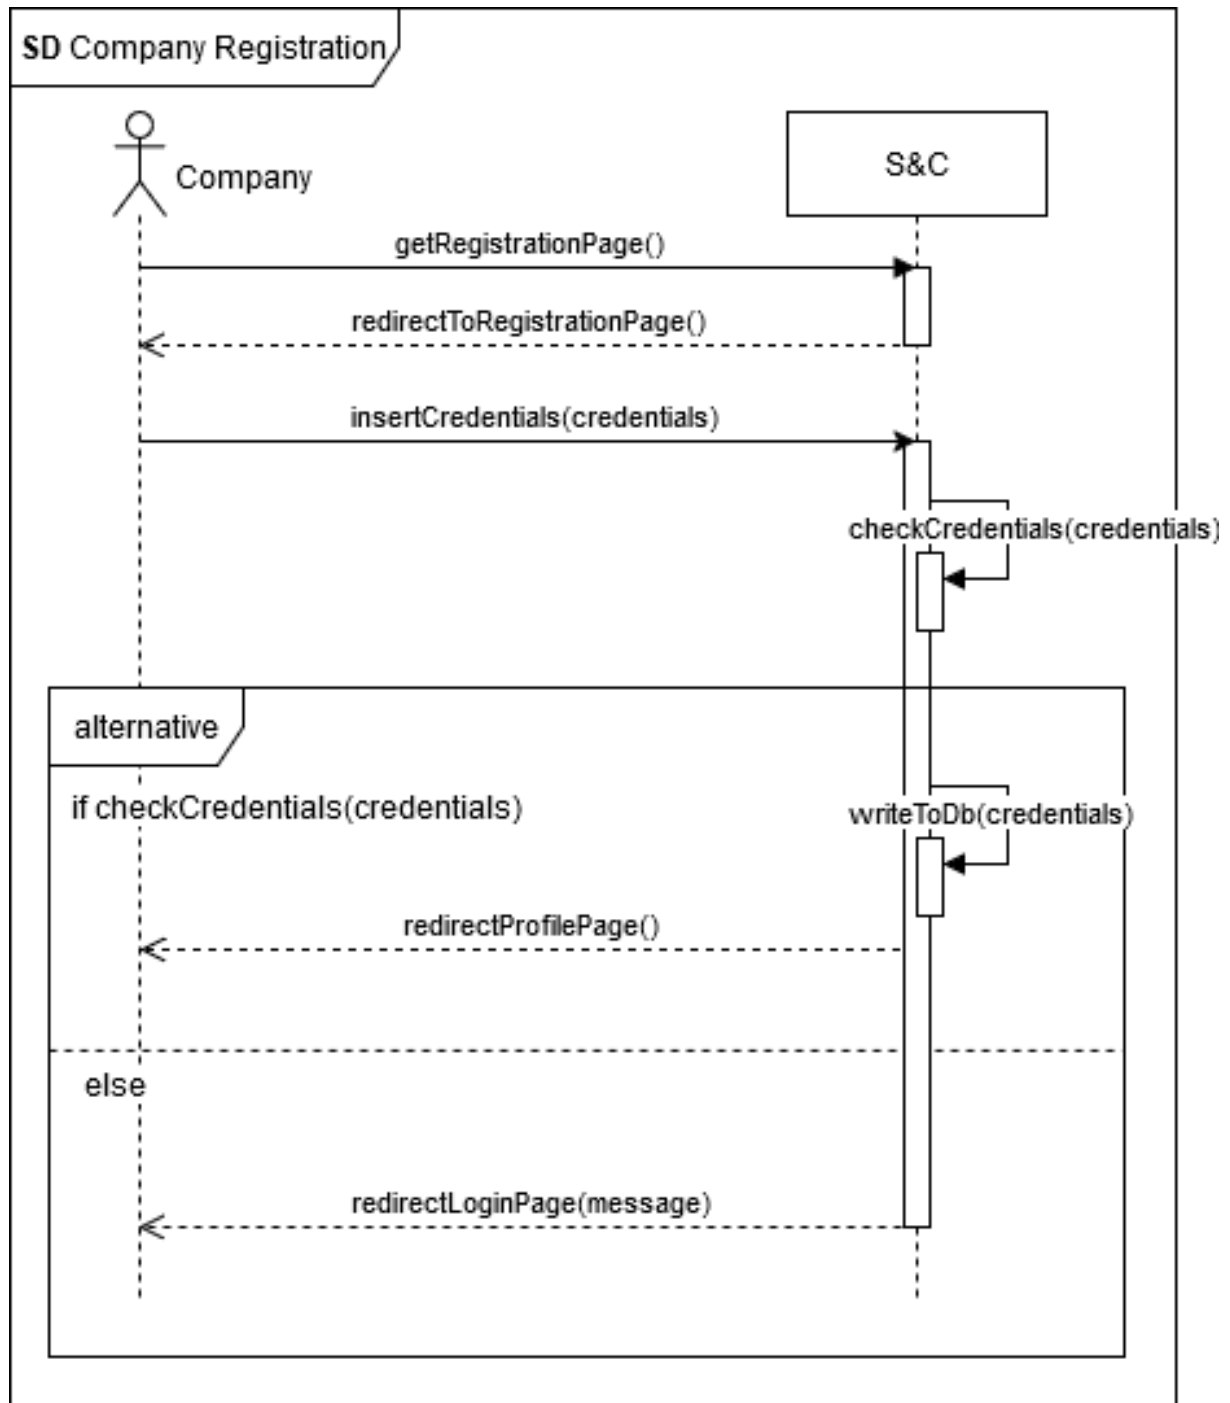 SD Company Registration
Company
S&C
getRegistrationPage()
redirectToRegistrationPage()
insertCredentials(credentials)
checkCredentials(credentials)
alternative
if checkCredentials(credentials)
writeToDb(credentials)
redirectProfilePage()
else
redirectLoginPage(message)